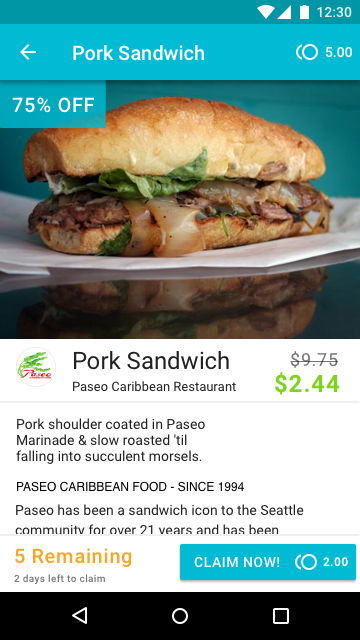 12:30
Pork Sandwich
5.00
75% OFF
Paseo
Pork Sandwich
$9.75
Paseo Caribbean Restaurant
$2.44
Pork shoulder coated in Paseo
Marinade & slow roasted 'til
falling into succulent morsels.
PASEO CARIBBEAN FOOD - SINCE 1994
Paseo has been a sandwich icon to the Seattle
community for over 21 years and has been
5 Remaining
2 days left to claim
CLAIM NOW!
2.00